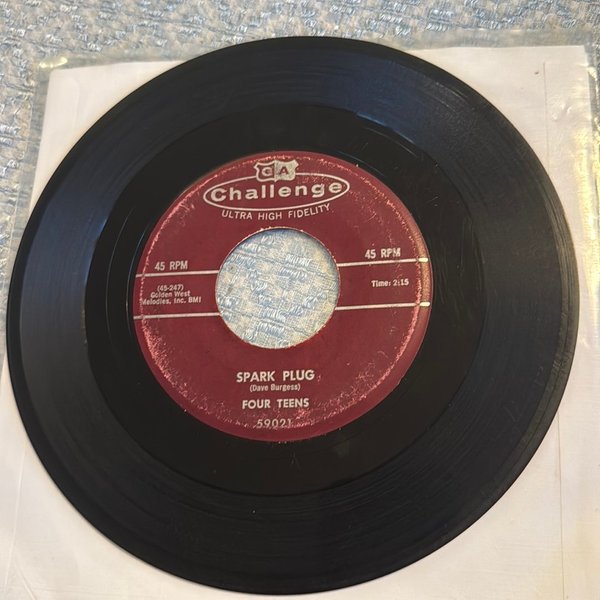 CA
Challenge
ULTRA HIGH FIDELITY
45 RPM
45 RPM
(45-247)
Golden West
Melodies, Inc. BMI
Time: 2:15
SPARK PLUG
(Dave Burgess)
FOUR TEENS
59021